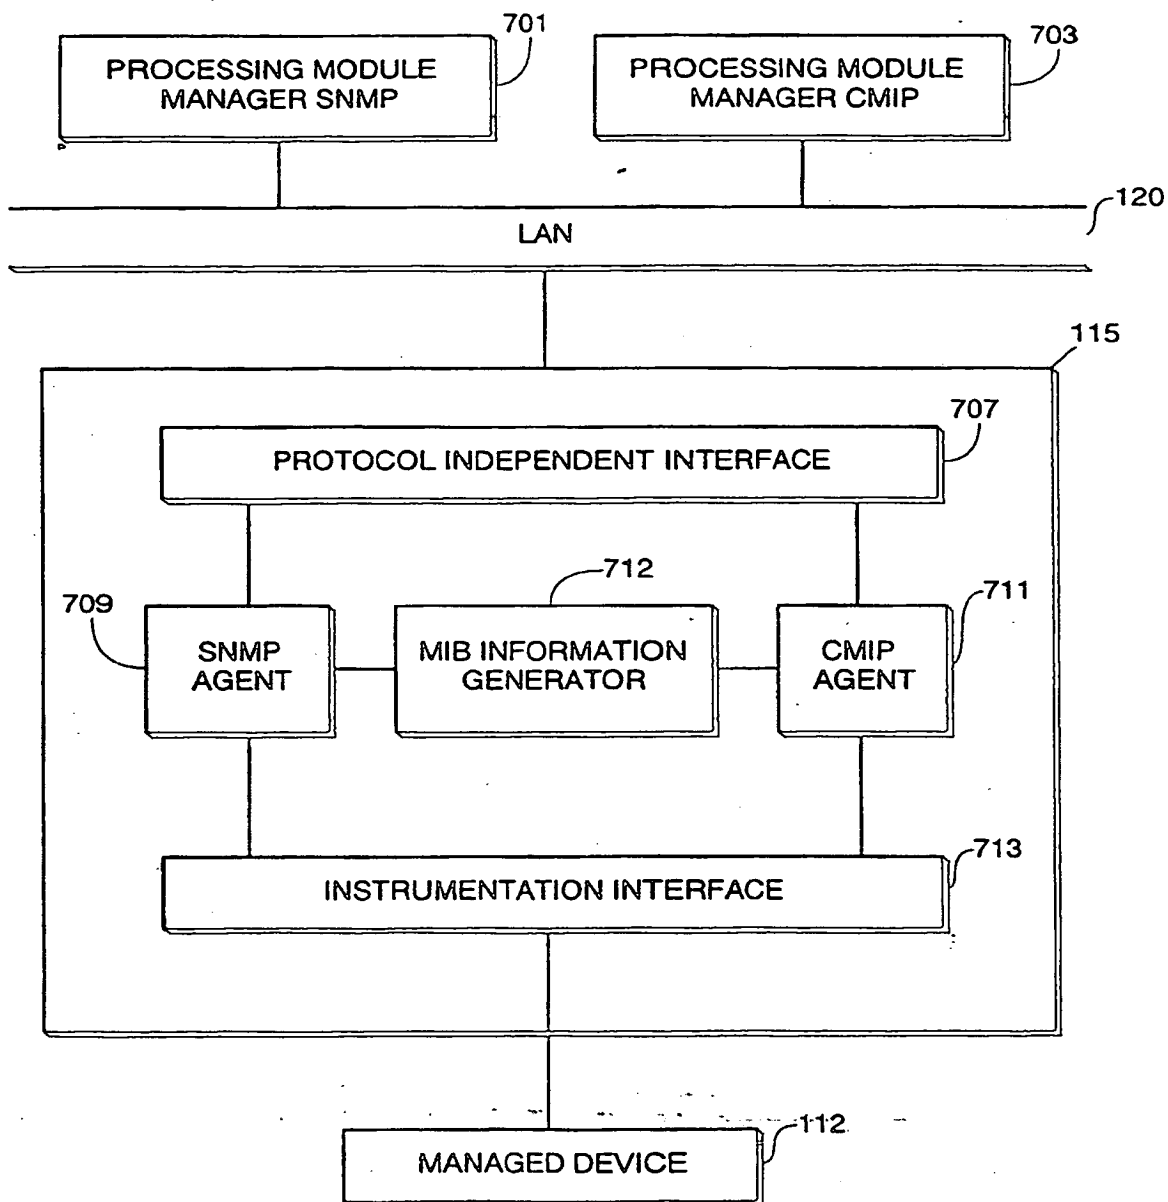 701
703
PROCESSING MODULE
MANAGER SNMP
PROCESSING MODULE
MANAGER CMIP
120
LAN
115
707
PROTOCOL INDEPENDENT INTERFACE
712
709
711
SNMP
AGENT
MIB INFORMATION
GENERATOR
CMIP
AGENT
713
INSTRUMENTATION INTERFACE
112
MANAGED DEVICE